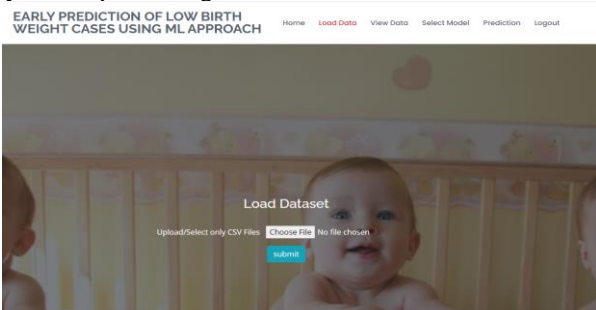 EARLY PREDICTION OF LOW BIRTH
WEIGHT CASES USING ML APPROACH
Home Load Data View Data Select Model Prediction Logout
Load Dataset
Upload/Select only CSV Files Choose File No file chosen
submit